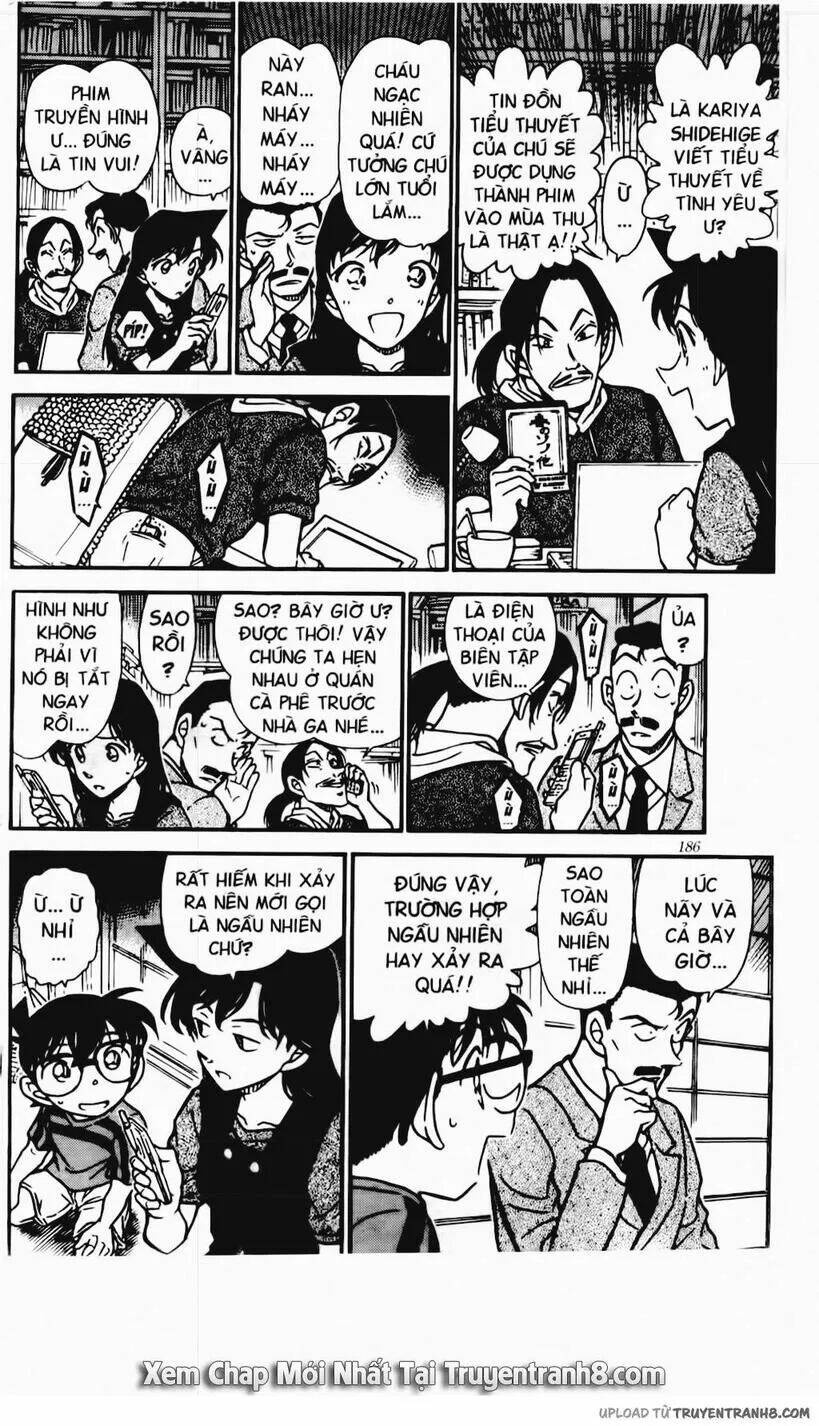 LÀ KARIYA
SHIDEHIGE
VIẾT TIỂU
THUYẾT VỀ
TÌNH YÊU
Ư?
Ừ
...
TIN ĐỒN
TIỂU THUYẾT
CỦA CHÚ SẼ
ĐƯỢC DỤNG
THÀNH PHIM
VÀO MÙA THU
LÀ THẬT Ạ!!
CHÁU
NGẠC
NHIÊN
QUÁ! CỨ
TƯỞNG CHÚ
LỚN TUỔI
LẮM...
NÀY
RAN...
NHÁY
MÁY...
NHÁY
MÁY...
À,
VÂNG
...
PHIM
TRUYỀN HÌNH
Ư... ĐÚNG
LÀ TIN VUI!
PÍP!
Ù
Ù
...
Ù
Ù
...
Ù
Ù
...
ỦA
?
Ù
Ù
...
LÀ ĐIỆN
THOẠI CỦA
BIÊN TẬP
VIÊN...
Ù
Ù
...
Ù
Ù
...
SAO? BÂY GIỜ Ư?
ĐƯỢC THÔI! VẬY
CHÚNG TA HẸN
NHAU Ở QUÁN
CÀ PHÊ TRƯỚC
NHÀ GA NHÉ...
SAO
RỒI
?
HÌNH NHƯ
KHÔNG
PHẢI VÌ
NÓ BỊ TẮT
NGAY
RỒI...
186
LÚC
NÃY VÀ
CẢ BÂY
GIỜ...
SAO
TOÀN
NGẪU
NHIÊN
THẾ
NHỈ...
ĐÚNG VẬY,
TRƯỜNG HỢP
NGẪU NHIÊN
HAY XẢY RA
QUÁ!!
RẤT HIẾM KHI XẢY
RA NÊN MỚI GỌI
LÀ NGẪU NHIÊN
CHỨ?
Ừ... Ừ
NHỈ
...
Xem Chap Mới Nhất Tại Truyentranh8.com
UPLOAD TỪ TRUYENTRANH8.COM